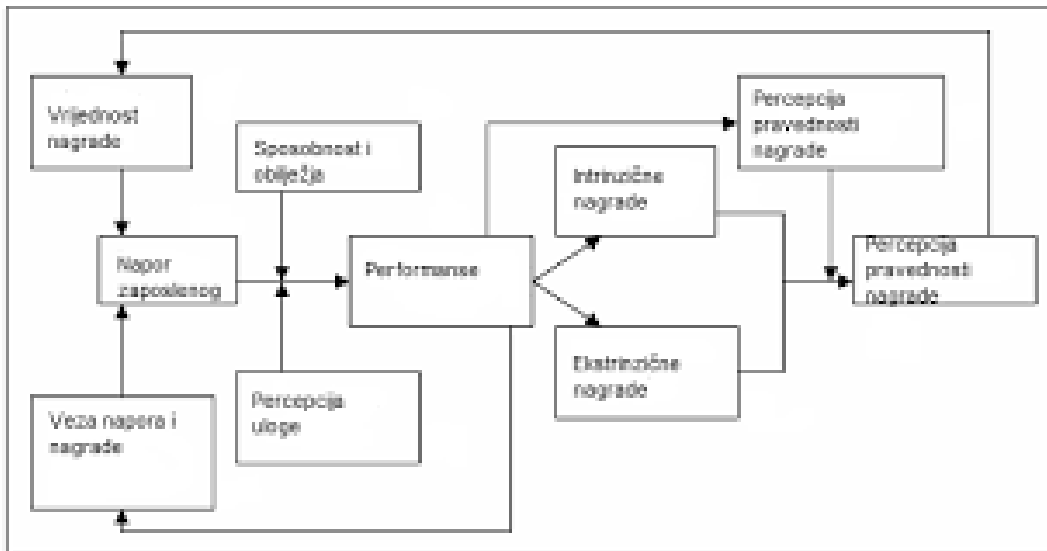 Vrijednost
nagrade
Sposobnost i
obilježja
Napor
zaposlenog
Veza napora i
nagrade
Percepcija
uloge
Performanse
Intrinzične
nagrade
Ekstrinzične
nagrade
Percepcija
pravednosti
nagrade
Percepcija
pravednosti
nagrade